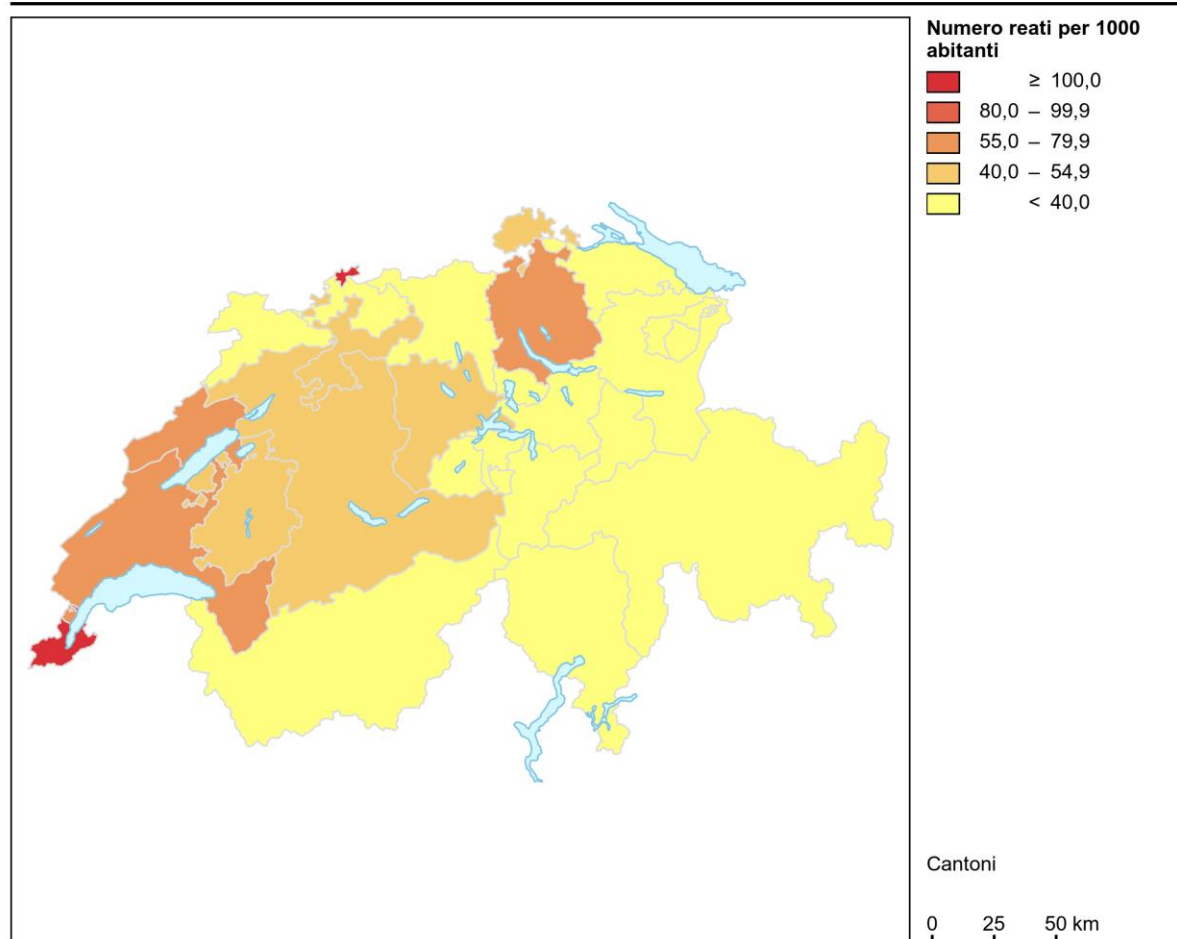 Numero reati per 1000
abitanti
≥ 100,0
80,0 – 99,9
55,0 – 79,9
40,0 – 54,9
< 40,0
Cantoni
0 25 50 km